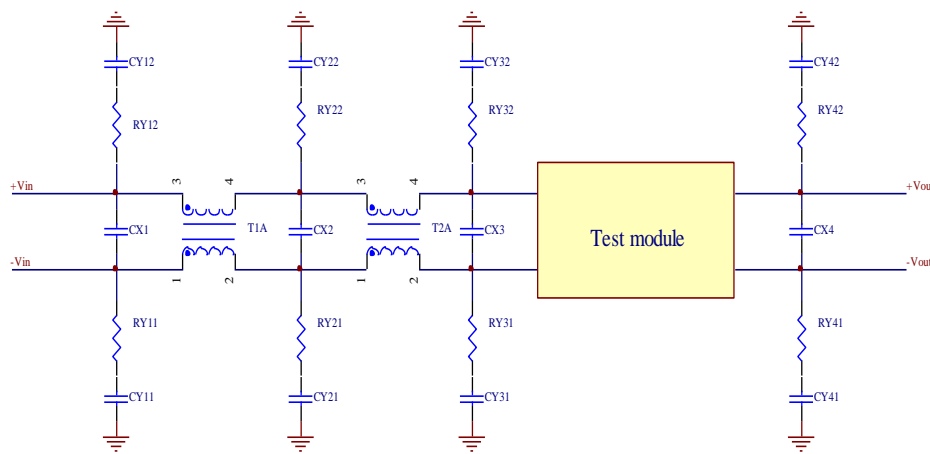 CY12 CY22 CY32 CY42
RY12 RY22 RY32 RY42
3 4 3 4
+Vin +Vou
CX1 T1A CX2 T2A CX3 Test module CX4
-Vin -Vout
1 2 1 2
RY11 RY21 RY31 RY41
CY11 CY21 CY31 CY41